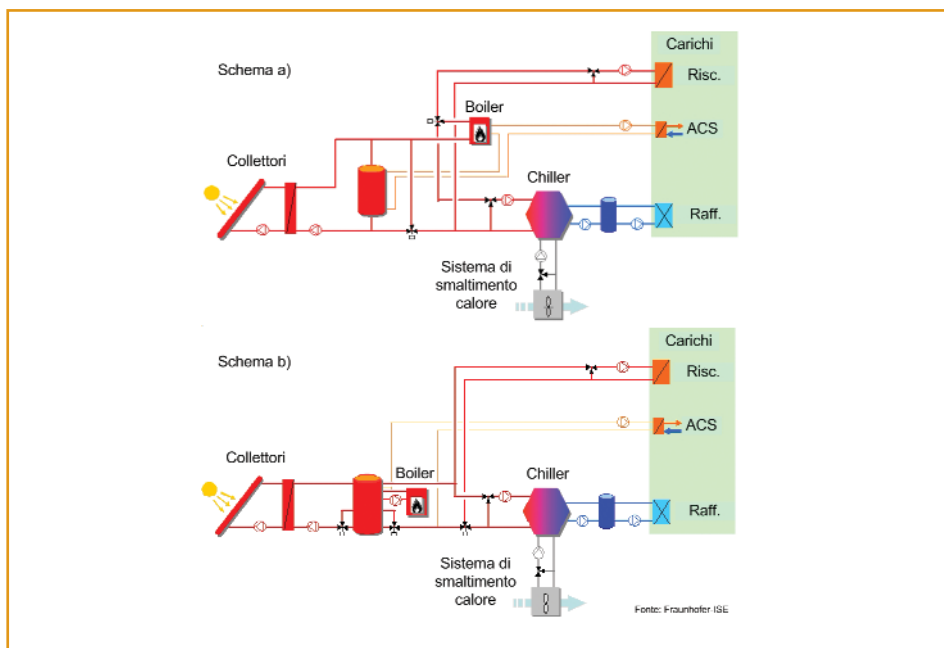 Schema a)
Carichi
Risc.
Boiler
ACS
Collettori
Chiller
Raff.
Sistema di
smaltimento
calore
Schema b)
Carichi
Risc.
ACS
Collettori
Boiler
Chiller
Raff.
Sistema di
smaltimento
calore
Fonte: Fraunhofer-ISE